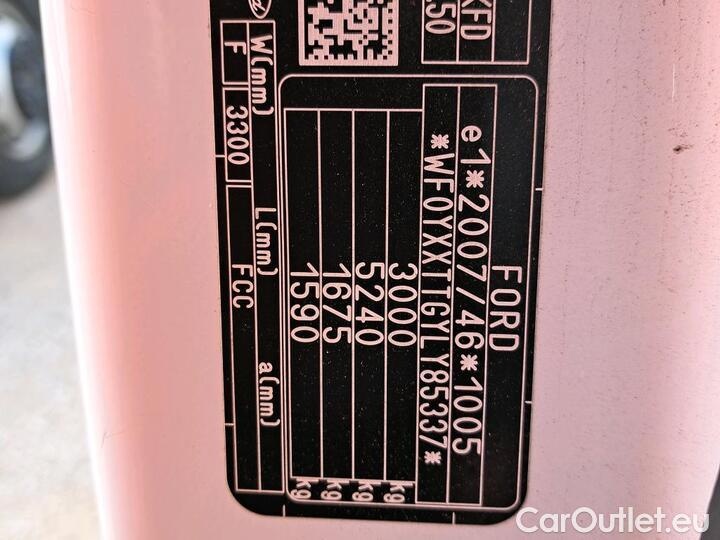 FORD
e1*2007/46*1005
*WF0YXXTTGYLY85337*
3000 kg
5240 kg
1675 kg
1590 kg
KFD
.50
W(mm) L(mm) a(mm)
F 3300 FCC
CarOutlet.eu